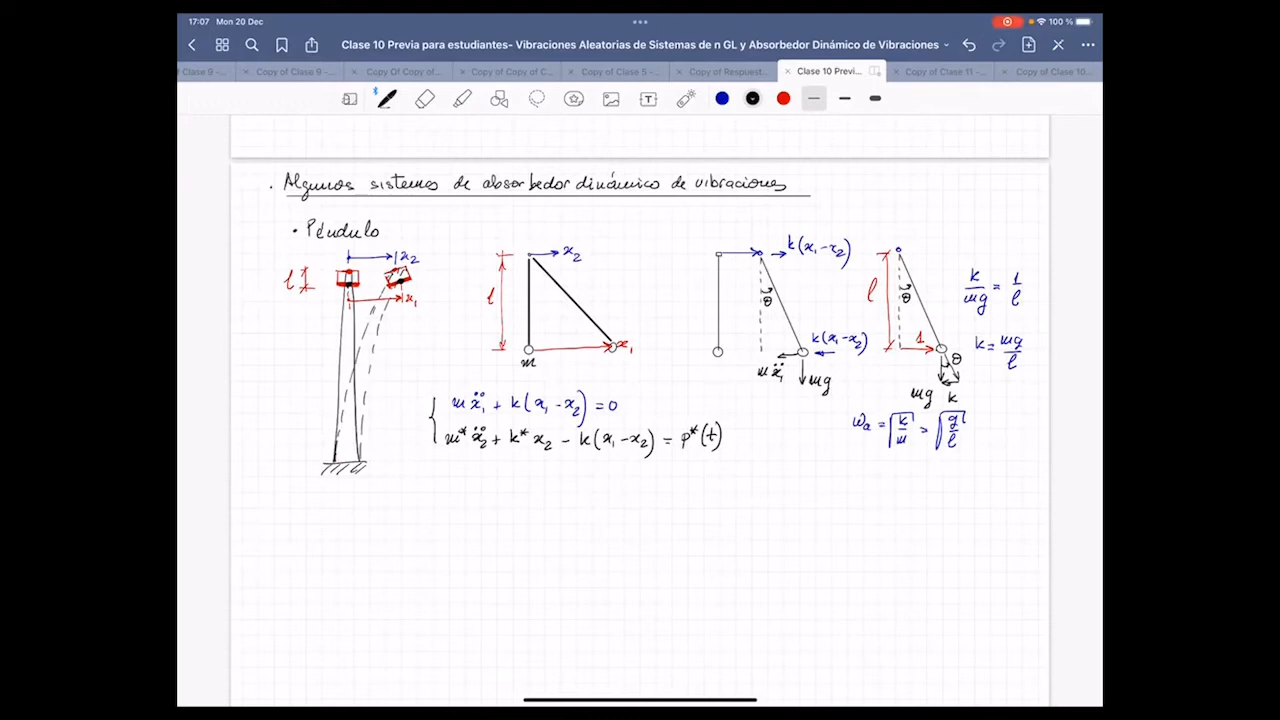 17:07 Mon 20 Dec
100 %
Clase 10 Previa para estudiantes- Vibraciones Aleatorias de Sistemas de n GL y Absorbedor Dinámico de Vibraciones
Clase 9 -... Copy of Clase 9 -... Copy Of Copy of... Copy of Copy of C... Copy of Clase 5 -... Copy of Respuest... Clase 10 Previ... Copy of Clase 11 -... Copy of Clase 10...
. Algunos sistemas de absorbedor dinámico de vibraciones
• Péndulo
x₂
l
x₁
x₂
l
x₁
m
k(x₁-x₂)
θ
k(x₁-x₂)
mẍ₁
mg
l
θ
1
θ
mg
k
k/mg = 1/l
k = mg/l
mẍ₁ + k(x₁-x₂) = 0
m* ẍ₂ + k* x₂ - k(x₁-x₂) = p*(t)
ωa = √(k/m) = √(g/l)